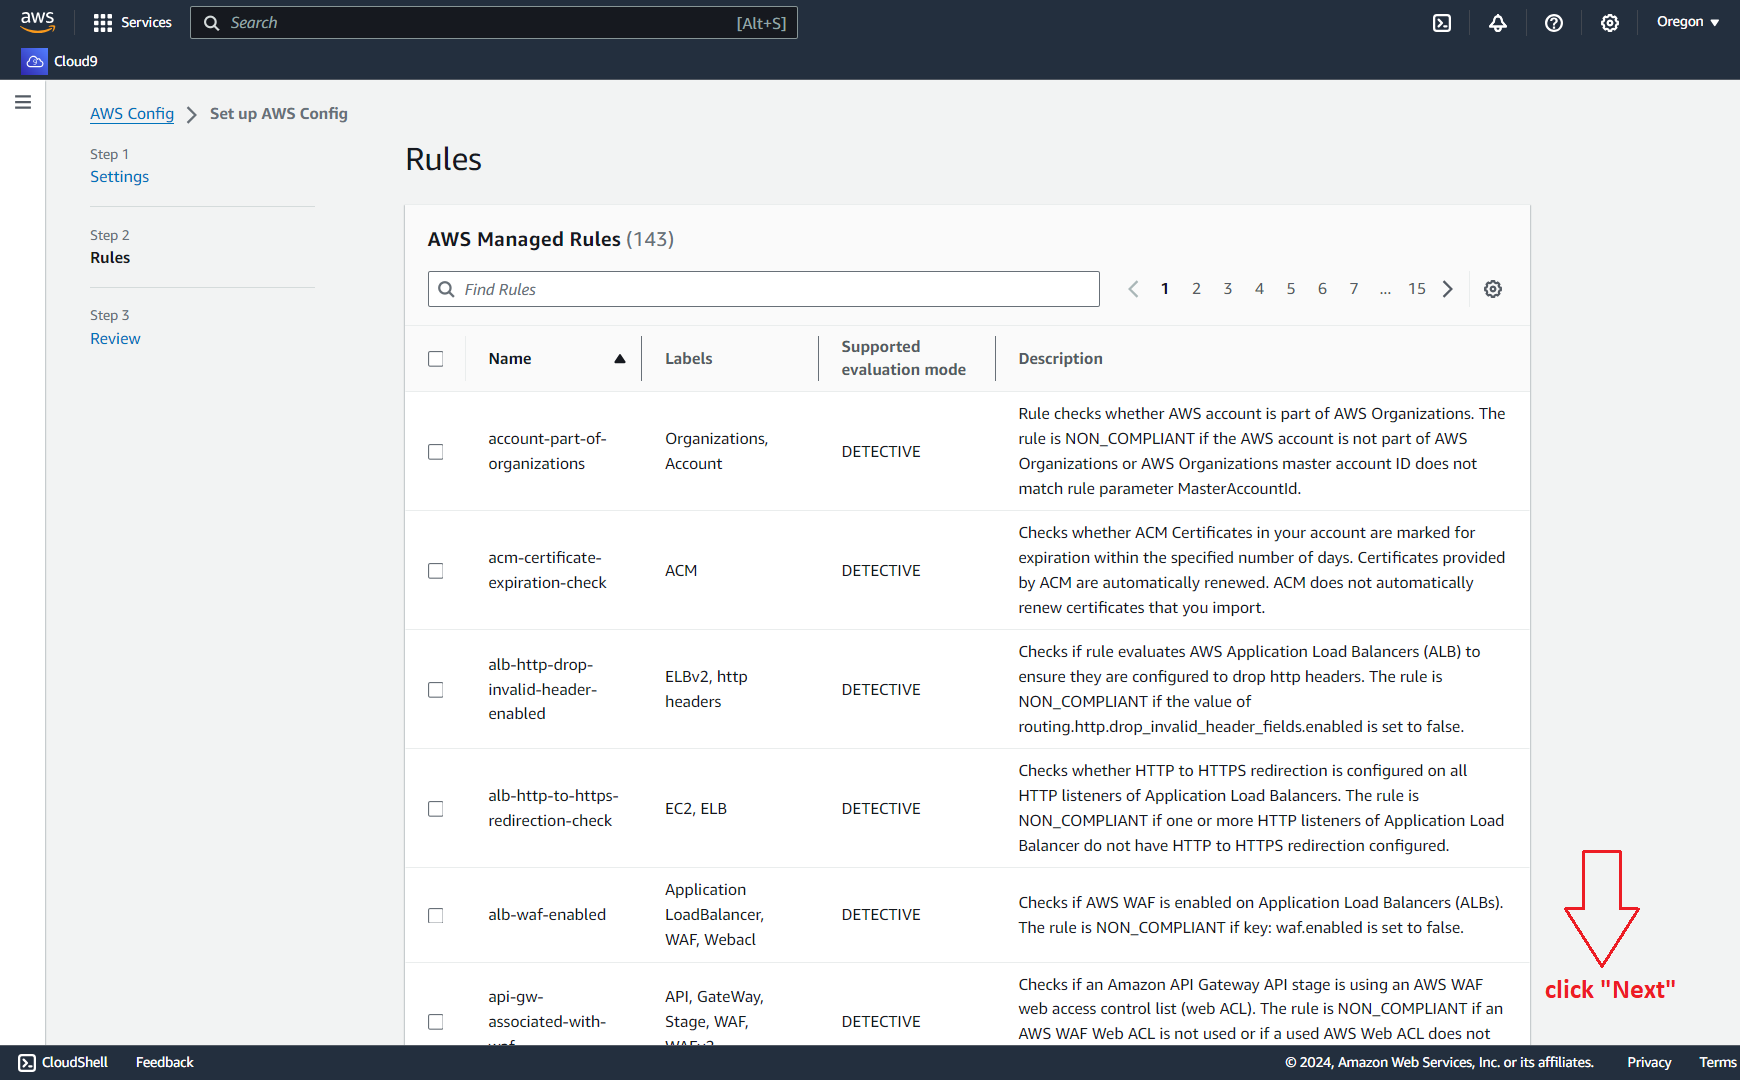 aws
Services
Search
[Alt+S]
Oregon
Cloud9
AWS Config
Set up AWS Config
Step 1
Settings
Step 2
Rules
Step 3
Review
Rules
AWS Managed Rules (143)
Find Rules
1 2 3 4 5 6 7 ... 15
Name
Labels
Supported
evaluation mode
Description
account-part-of-
organizations
Organizations,
Account
DETECTIVE
Rule checks whether AWS account is part of AWS Organizations. The
rule is NON_COMPLIANT if the AWS account is not part of AWS
Organizations or AWS Organizations master account ID does not
match rule parameter MasterAccountId.
acm-certificate-
expiration-check
ACM
DETECTIVE
Checks whether ACM Certificates in your account are marked for
expiration within the specified number of days. Certificates provided
by ACM are automatically renewed. ACM does not automatically
renew certificates that you import.
alb-http-drop-
invalid-header-
enabled
ELBv2, http
headers
DETECTIVE
Checks if rule evaluates AWS Application Load Balancers (ALB) to
ensure they are configured to drop http headers. The rule is
NON_COMPLIANT if the value of
routing.http.drop_invalid_header_fields.enabled is set to false.
alb-http-to-https-
redirection-check
EC2, ELB
DETECTIVE
Checks whether HTTP to HTTPS redirection is configured on all
HTTP listeners of Application Load Balancers. The rule is
NON_COMPLIANT if one or more HTTP listeners of Application Load
Balancer do not have HTTP to HTTPS redirection configured.
alb-waf-enabled
Application
LoadBalancer,
WAF, Webacl
DETECTIVE
Checks if AWS WAF is enabled on Application Load Balancers (ALBs).
The rule is NON_COMPLIANT if key: waf.enabled is set to false.
api-gw-
associated-with-
waf
API, GateWay,
Stage, WAF,
WAFv2
DETECTIVE
Checks if an Amazon API Gateway API stage is using an AWS WAF
web access control list (web ACL). The rule is NON_COMPLIANT if an
AWS WAF Web ACL is not used or if a used AWS Web ACL does not
click "Next"
CloudShell
Feedback
© 2024, Amazon Web Services, Inc. or its affiliates.
Privacy
Terms